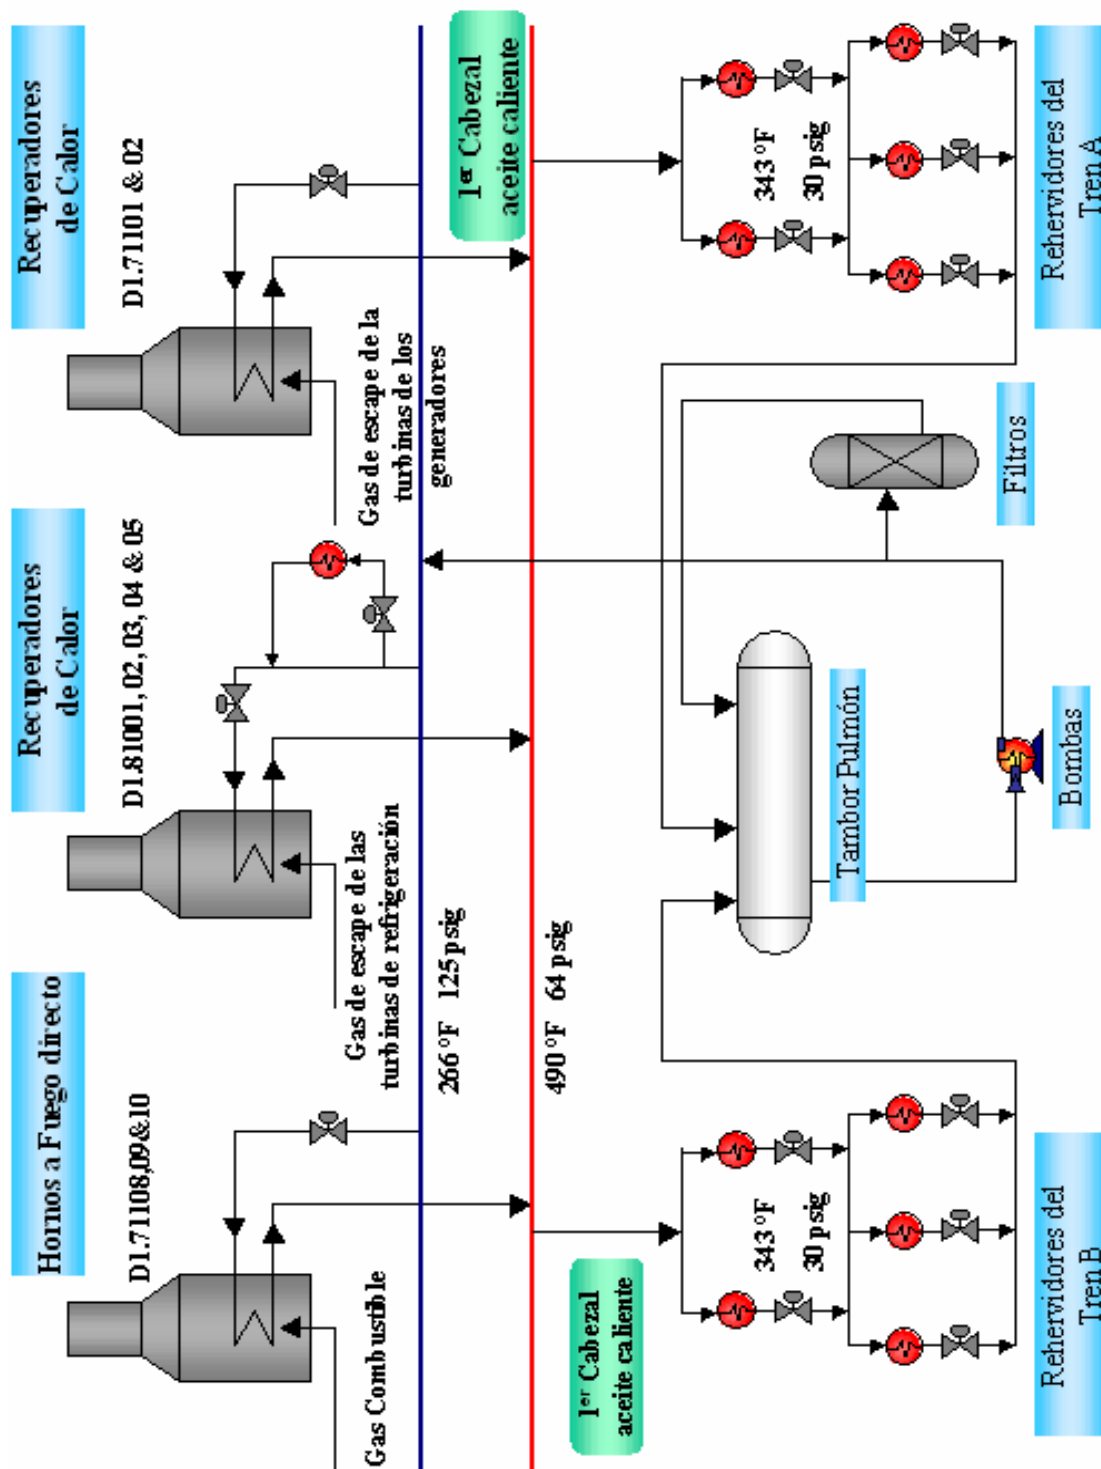 Hornos a Fuego directo
D1.71108,09&10
Recuperadores
de Calor
D1.81001, 02, 03, 04 & 05
Recuperadores
de Calor
D1.71101 & 02
Gas Combustible
Gas de escape de las
turbinas de refrigeración
Gas de escape de la
turbinas de los
generadores
266 °F 125 psig
490 °F 64 psig
1er Cabezal
aceite caliente
1er Cabezal
aceite caliente
343 °F
30 psig
343 °F
30 psig
Tambor Pulmón
Filtros
Bombas
Rehervidores del
Tren B
Rehervidores del
Tren A